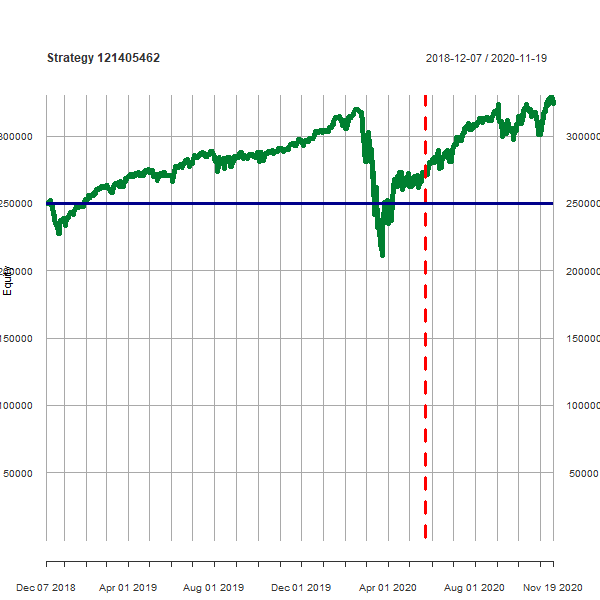 Strategy 121405462 2018-12-07 / 2020-11-19
300000 300000
250000 250000
200000 200000
Equity
150000 150000
100000 100000
50000 50000
Dec 07 2018 Apr 01 2019 Aug 01 2019 Dec 01 2019 Apr 01 2020 Aug 01 2020 Nov 19 2020